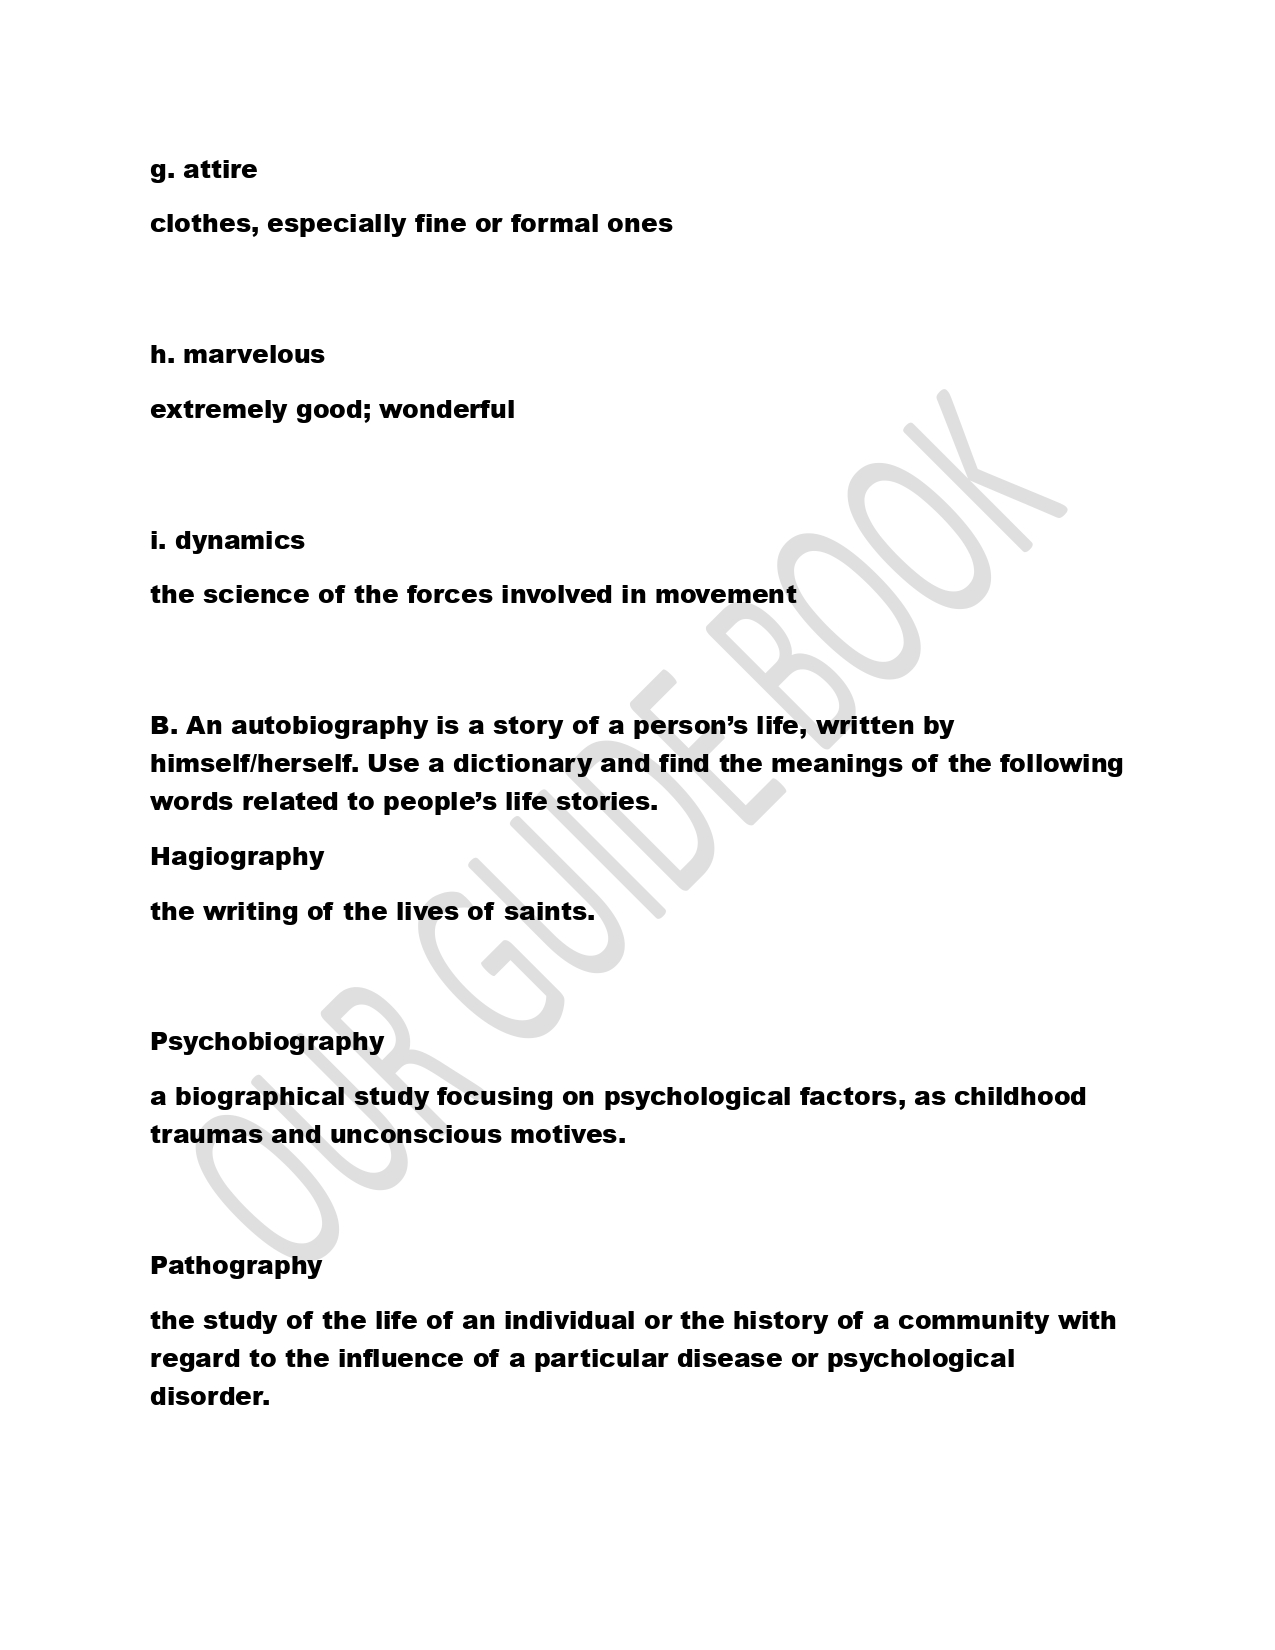 g. attire
clothes, especially fine or formal ones
h. marvelous
extremely good; wonderful
i. dynamics
the science of the forces involved in movement
B. An autobiography is a story of a person’s life, written by
himself/herself. Use a dictionary and find the meanings of the following
words related to people’s life stories.
Hagiography
the writing of the lives of saints.
Psychobiography
a biographical study focusing on psychological factors, as childhood
traumas and unconscious motives.
Pathography
the study of the life of an individual or the history of a community with
regard to the influence of a particular disease or psychological
disorder.
OUR GUIDE BOOK